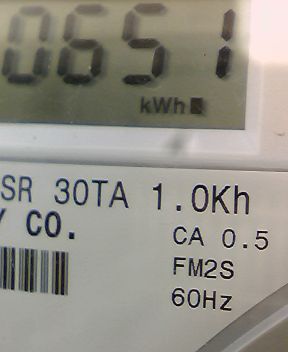 0651
kWh
SR 30TA 1.0Kh
Y CO.
CA 0.5
FM2S
60Hz